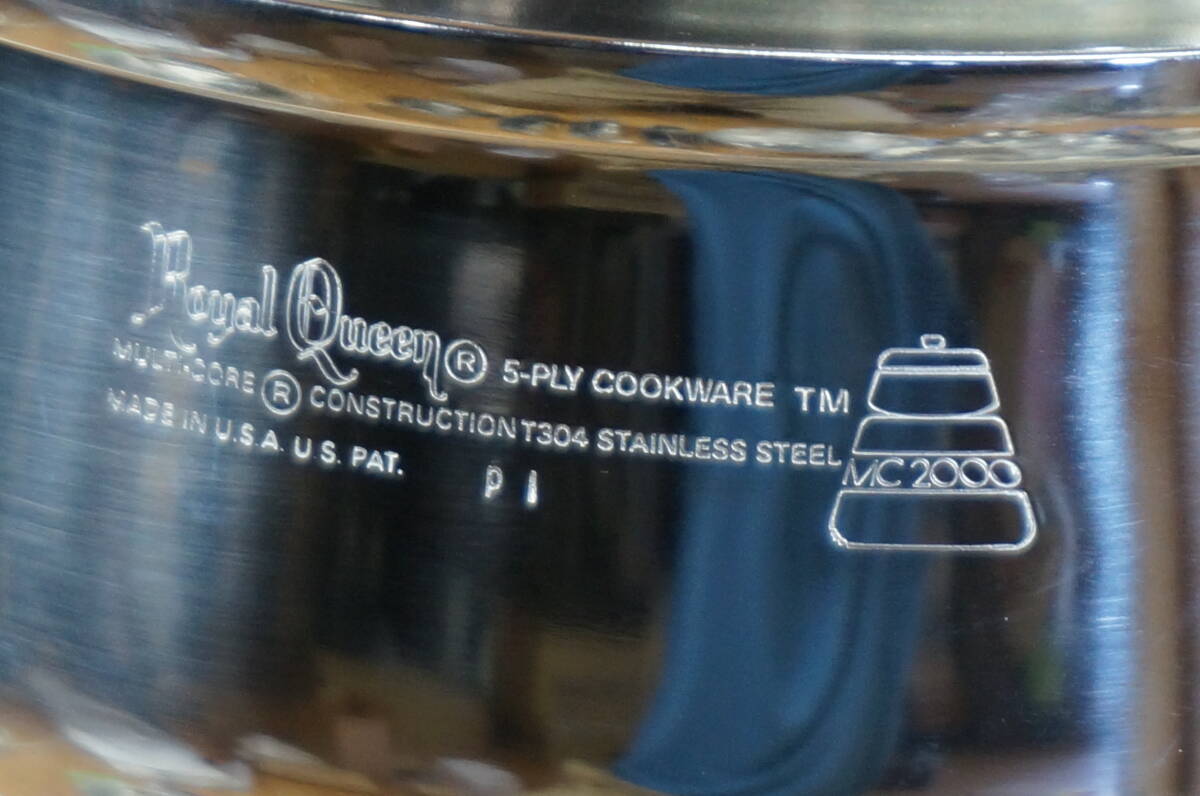 Royal Queen® 5-PLY COOKWARE TM
MULTI-CORE® CONSTRUCTION T304 STAINLESS STEEL
MADE IN U.S.A. U.S. PAT. P I
MC 2000